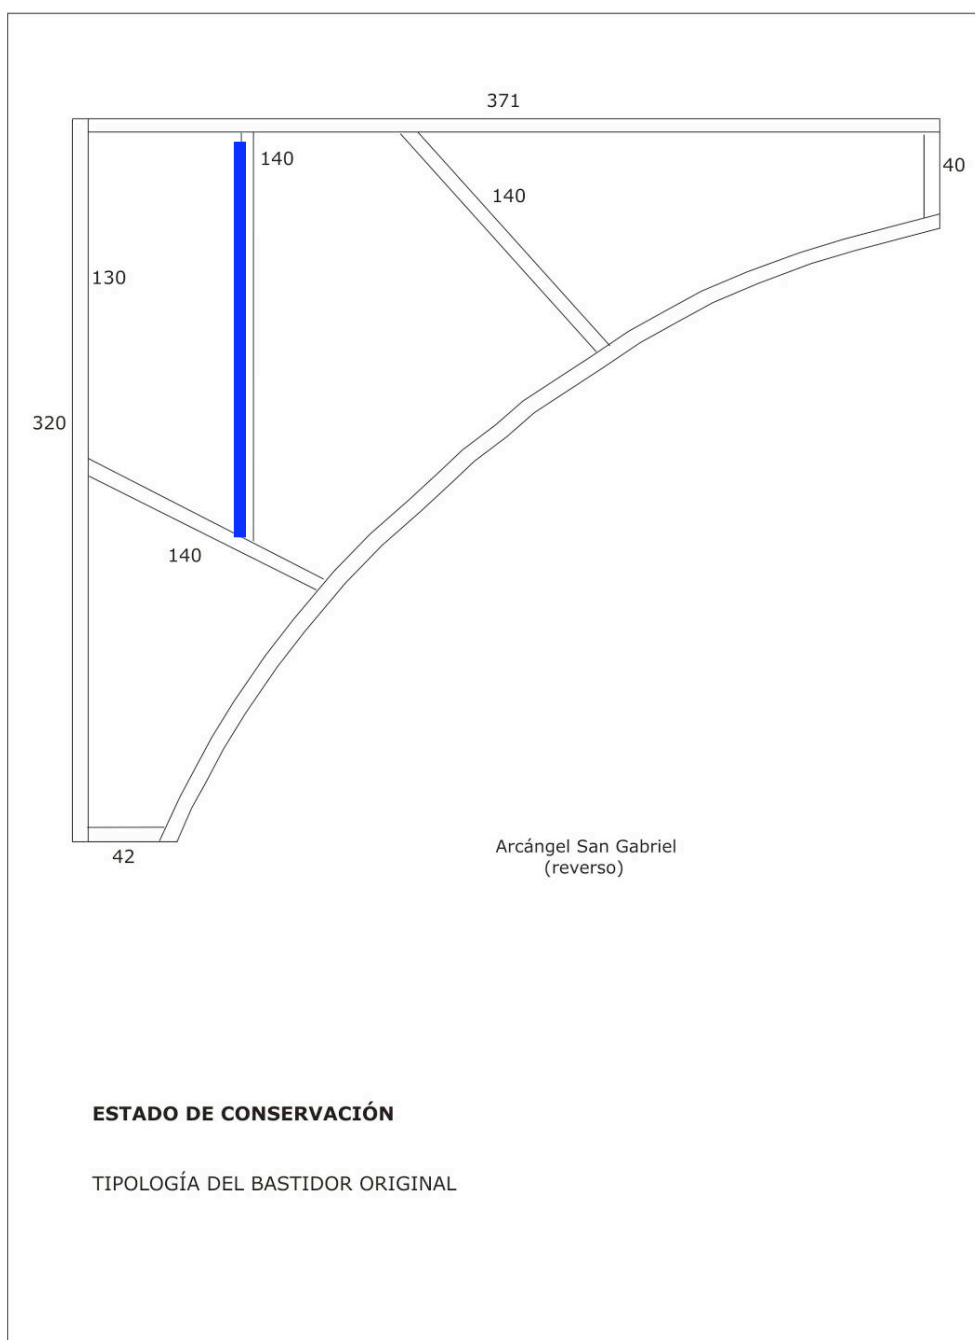 371
140
140
40
130
320
140
42
Arcángel San Gabriel
(reverso)
ESTADO DE CONSERVACIÓN
TIPOLOGÍA DEL BASTIDOR ORIGINAL